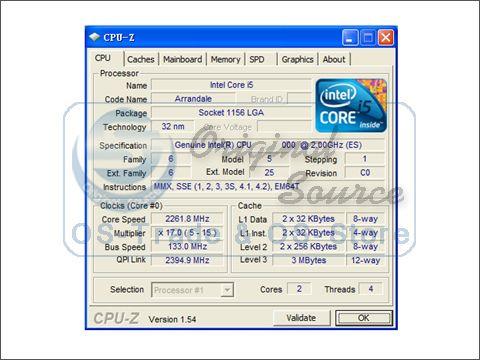 CPU-Z
CPU Caches Mainboard Memory SPD Graphics About
Processor
Name Intel Core i5
Code Name Arrandale Brand ID
Package Socket 1156 LGA
Technology 32 nm Core Voltage
intel CORE i5 inside™
Specification Genuine Intel(R) CPU 000 @ 2.00GHz (ES)
Family 6 Model 5 Stepping 1
Ext. Family 6 Ext. Model 25 Revision C0
Instructions MMX, SSE (1, 2, 3, 3S, 4.1, 4.2), EM64T
Original Source
OS-Trade & OS-Store
Clocks (Core #0) Cache
Core Speed 2261.8 MHz L1 Data 2 x 32 KBytes 8-way
Multiplier x 17.0 (5 - 15) L1 Inst. 2 x 32 KBytes 4-way
Bus Speed 133.0 MHz Level 2 2 x 256 KBytes 8-way
QPI Link 2394.9 MHz Level 3 3 MBytes 12-way
Selection Processor #1 Cores 2 Threads 4
CPU-Z Version 1.54 Validate OK